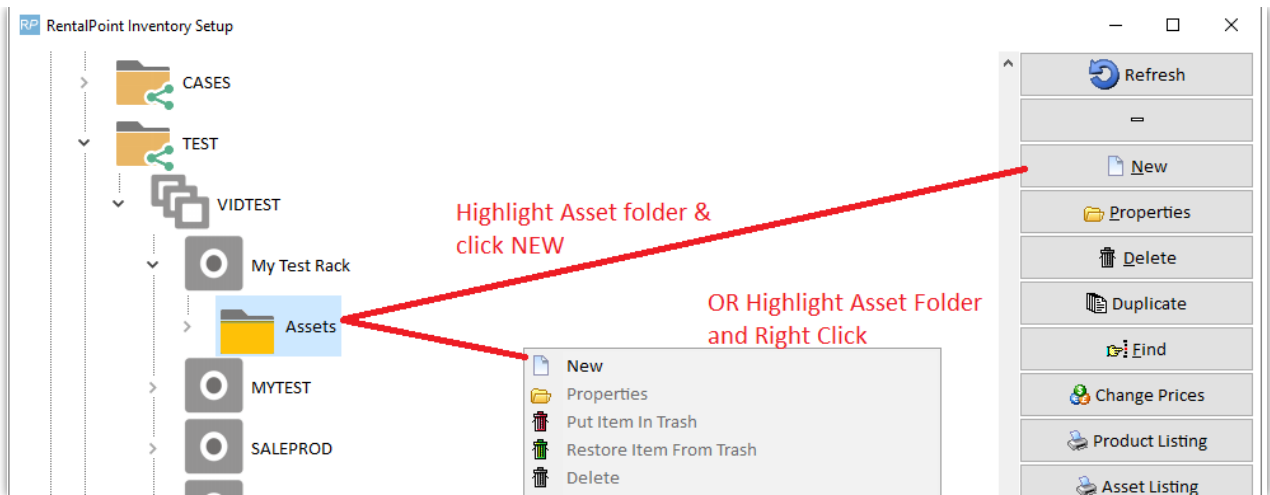 RP RentalPoint Inventory Setup
CASES
TEST
VIDTEST
My Test Rack
Assets
MYTEST
SALEPROD
Highlight Asset folder &
click NEW
OR Highlight Asset Folder
and Right Click
New
Properties
Put Item In Trash
Restore Item From Trash
Delete
Refresh
New
Properties
Delete
Duplicate
Find
Change Prices
Product Listing
Asset Listing